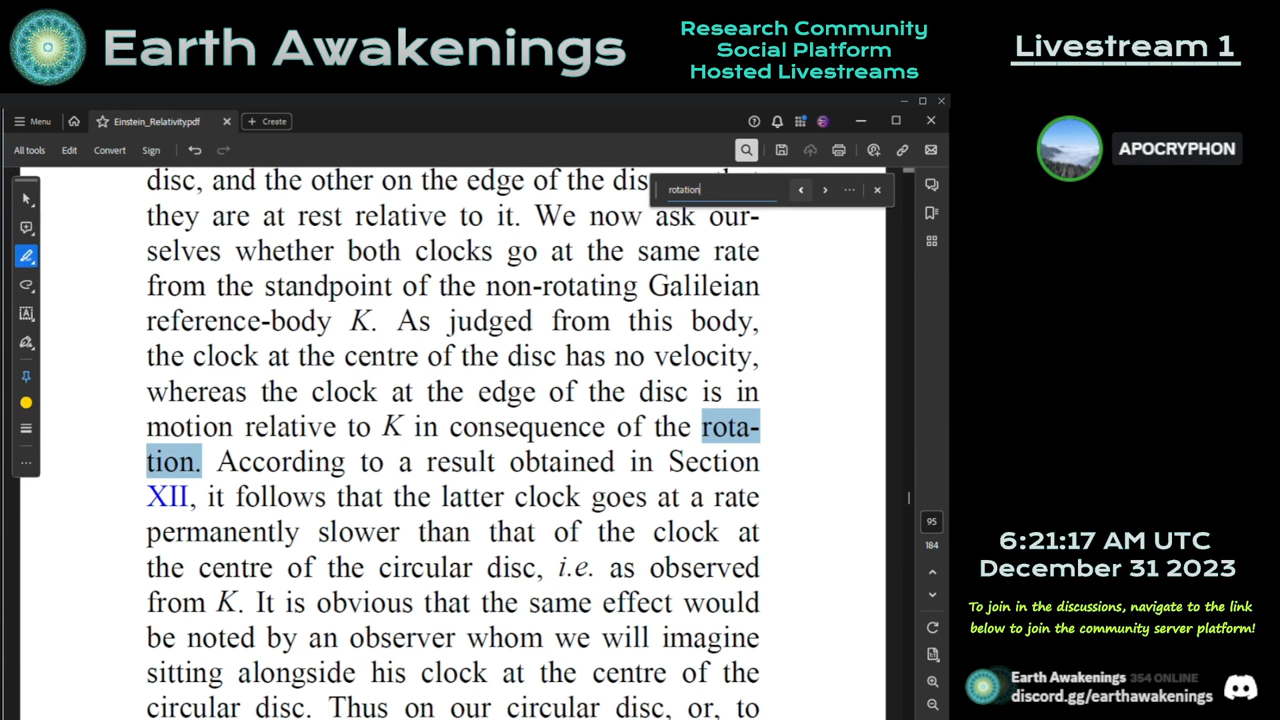 Earth Awakenings
Research Community
Social Platform
Hosted Livestreams
Livestream 1
Menu
Einstein_Relativitypdf
Create
All tools
Edit
Convert
Sign
rotation
APOCRYPHON
disc, and the other on the edge of the dis
they are at rest relative to it. We now ask our-
selves whether both clocks go at the same rate
from the standpoint of the non-rotating Galileian
reference-body K. As judged from this body,
the clock at the centre of the disc has no velocity,
whereas the clock at the edge of the disc is in
motion relative to K in consequence of the rota-
tion. According to a result obtained in Section
XII, it follows that the latter clock goes at a rate
permanently slower than that of the clock at
the centre of the circular disc, i.e. as observed
from K. It is obvious that the same effect would
be noted by an observer whom we will imagine
sitting alongside his clock at the centre of the
circular disc. Thus on our circular disc, or, to
95
184
6:21:17 AM UTC
December 31 2023
To join in the discussions, navigate to the link
below to join the community server platform!
Earth Awakenings 354 ONLINE
discord.gg/earthawakenings